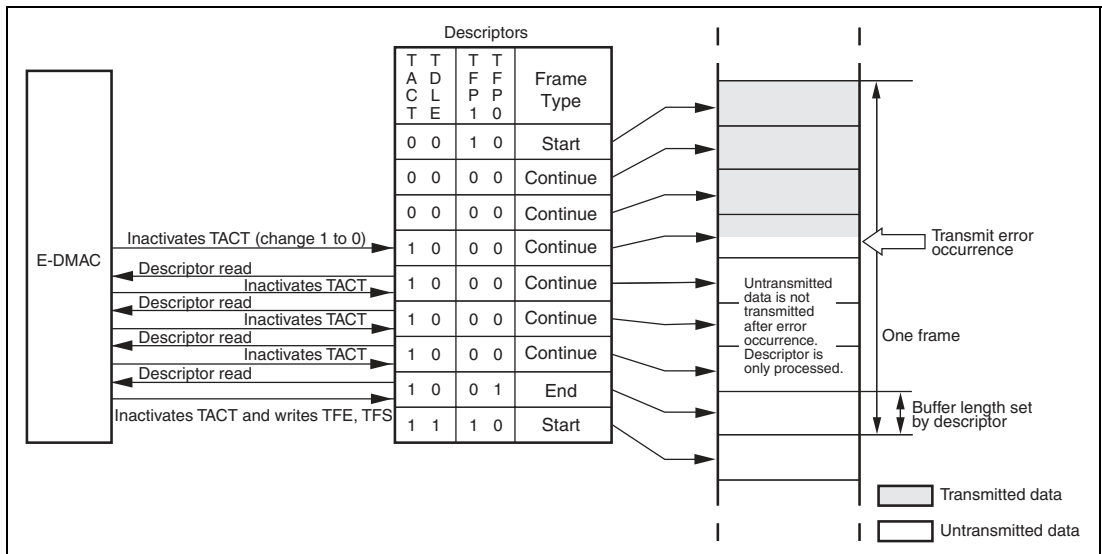 Descriptors
TACT TDLE TFP1 TFP0 Frame Type
0 0 1 0 Start
0 0 0 0 Continue
0 0 0 0 Continue
1 0 0 0 Continue
1 0 0 0 Continue
1 0 0 0 Continue
1 0 0 0 Continue
1 0 0 1 End
1 1 1 0 Start
E-DMAC
Inactivates TACT (change 1 to 0)
Descriptor read
Inactivates TACT
Descriptor read
Inactivates TACT
Descriptor read
Inactivates TACT
Descriptor read
Inactivates TACT and writes TFE, TFS
Untransmitted
data is not
transmitted
after error
occurrence.
Descriptor is
only processed.
Transmit error
occurrence
One frame
Buffer length set
by descriptor
Transmitted data
Untransmitted data